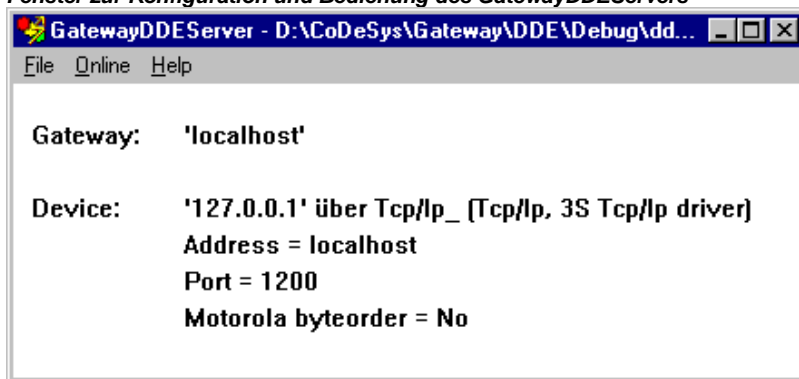 Fenster zur Konfiguration und Bedienung des GatewayDDEServers
GatewayDDEServer - D:\CoDeSys\Gateway\DDE\Debug\dd...
File Online Help
Gateway: 'localhost'
Device: '127.0.0.1' über Tcp/Ip_ (Tcp/Ip, 3S Tcp/Ip driver)
Address = localhost
Port = 1200
Motorola byteorder = No